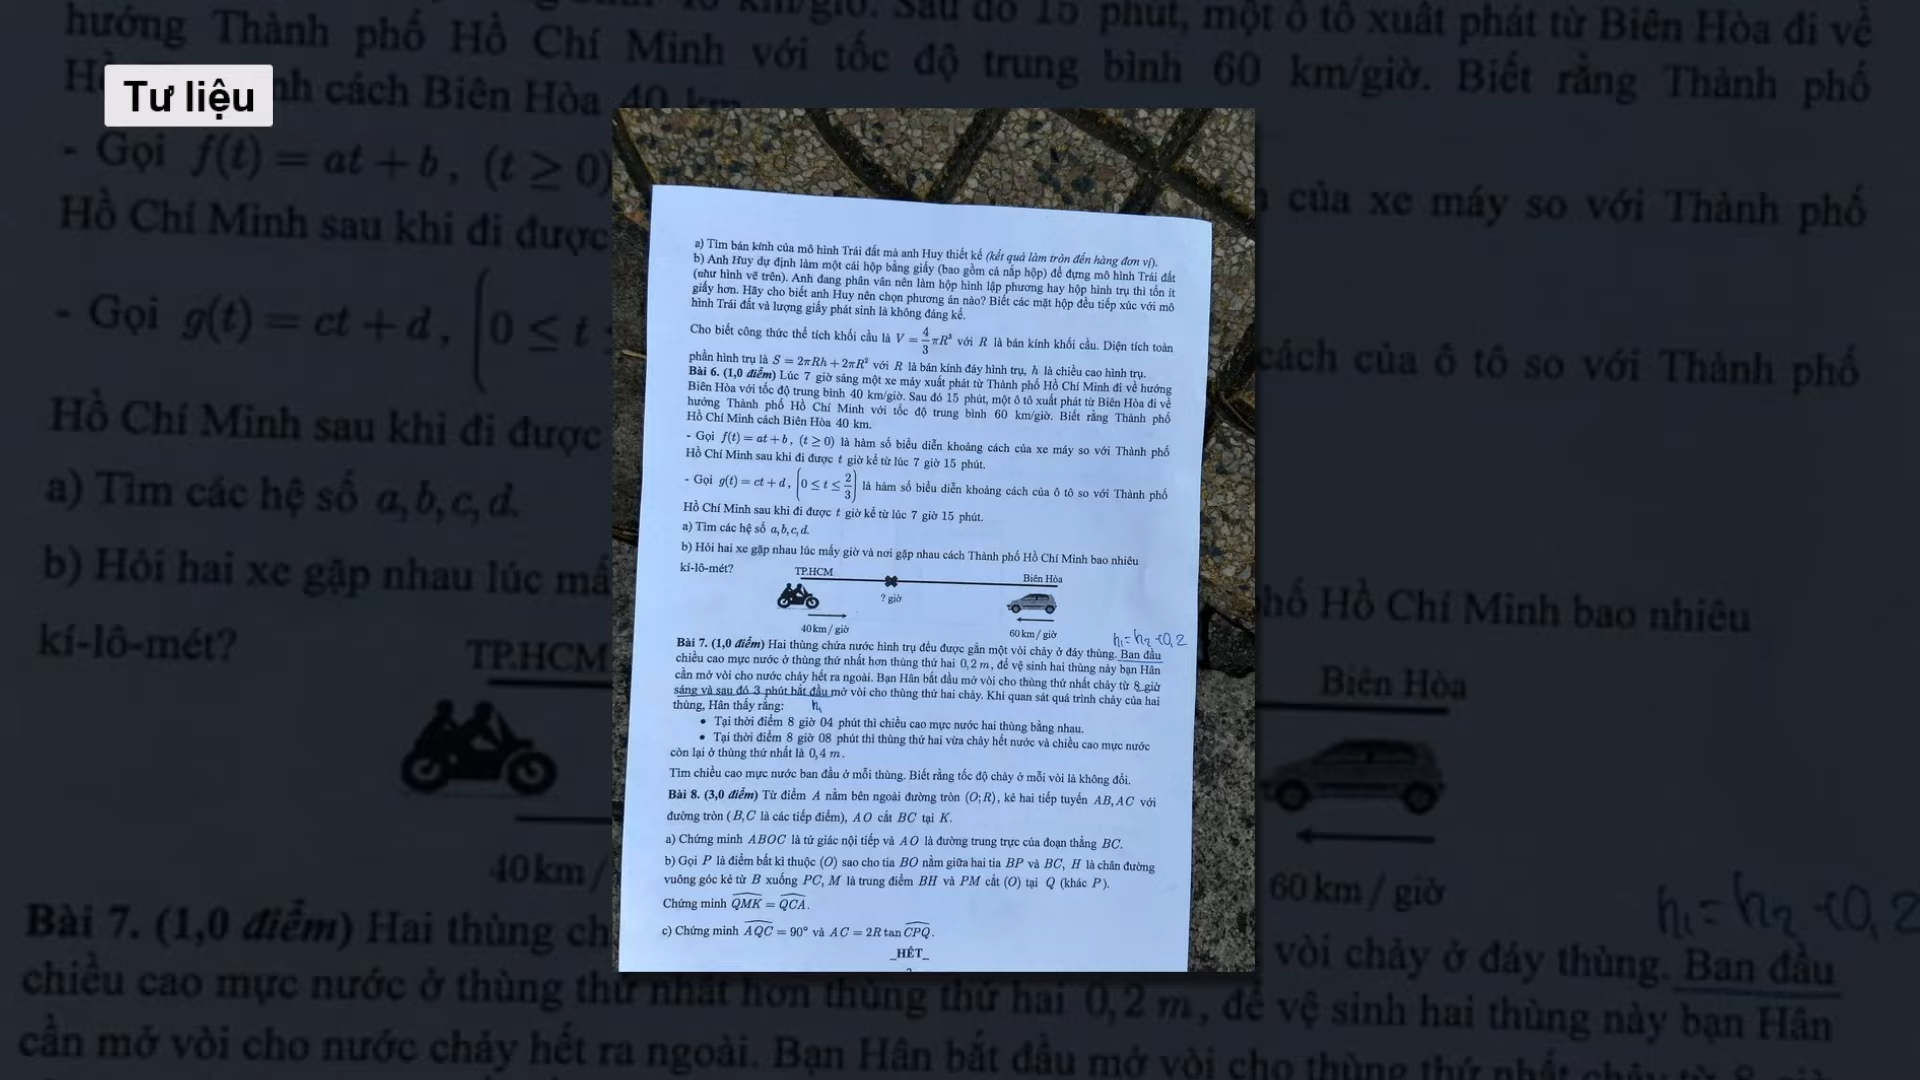 Tư liệu
a) Tìm bán kính của mô hình Trái đất mà anh Huy thiết kế (kết quả làm tròn đến hàng đơn vị).
b) Anh Huy dự định làm một cái hộp bằng giấy (bao gồm cả nắp hộp) để đựng mô hình Trái đất
(như hình vẽ trên). Anh đang phân vân nên làm hộp hình lập phương hay hộp hình trụ thì tốn ít
giấy hơn. Hãy cho biết anh Huy nên chọn phương án nào? Biết các mặt hộp đều tiếp xúc với mô
hình Trái đất và lượng giấy phát sinh là không đáng kể.
Cho biết công thức thể tích khối cầu là V = 4/3 πR³ với R là bán kính khối cầu. Diện tích toàn
phần hình trụ là S = 2πRh + 2πR² với R là bán kính đáy hình trụ, h là chiều cao hình trụ.
Bài 6. (1,0 điểm) Lúc 7 giờ sáng một xe máy xuất phát từ Thành phố Hồ Chí Minh đi về hướng
Biên Hòa với tốc độ trung bình 40 km/giờ. Sau đó 15 phút, một ô tô xuất phát từ Biên Hòa đi về
hướng Thành phố Hồ Chí Minh với tốc độ trung bình 60 km/giờ. Biết rằng Thành phố
Hồ Chí Minh cách Biên Hòa 40 km.
- Gọi f(t) = at + b, (t ≥ 0) là hàm số biểu diễn khoảng cách của xe máy so với Thành phố
Hồ Chí Minh sau khi đi được t giờ kể từ lúc 7 giờ 15 phút.
- Gọi g(t) = ct + d, (0 ≤ t ≤ 2/3) là hàm số biểu diễn khoảng cách của ô tô so với Thành phố
Hồ Chí Minh sau khi đi được t giờ kể từ lúc 7 giờ 15 phút.
a) Tìm các hệ số a, b, c, d.
b) Hỏi hai xe gặp nhau lúc mấy giờ và nơi gặp nhau cách Thành phố Hồ Chí Minh bao nhiêu
kí-lô-mét?
TP.HCM
Biên Hòa
? giờ
40 km / giờ
60 km / giờ
h₁ = h₂ + 0,2
Bài 7. (1,0 điểm) Hai thùng chứa nước hình trụ đều được gắn một vòi chảy ở đáy thùng. Ban đầu
chiều cao mực nước ở thùng thứ nhất hơn thùng thứ hai 0,2 m, để vệ sinh hai thùng này bạn Hân
cần mở vòi cho nước chảy hết ra ngoài. Bạn Hân bắt đầu mở vòi cho thùng thứ nhất chảy từ 8 giờ
sáng và sau đó 3 phút bắt đầu mở vòi cho thùng thứ hai chảy. Khi quan sát quá trình chảy của hai
thùng, Hân thấy rằng:
h₁
• Tại thời điểm 8 giờ 04 phút thì chiều cao mực nước hai thùng bằng nhau.
• Tại thời điểm 8 giờ 08 phút thì thùng thứ hai vừa chảy hết nước và chiều cao mực nước
còn lại ở thùng thứ nhất là 0,4 m.
Tìm chiều cao mực nước ban đầu ở mỗi thùng. Biết rằng tốc độ chảy ở mỗi vòi là không đổi.
Bài 8. (3,0 điểm) Từ điểm A nằm bên ngoài đường tròn (O; R), kẻ hai tiếp tuyến AB, AC với
đường tròn (B, C là các tiếp điểm), AO cắt BC tại K.
a) Chứng minh ABOC là tứ giác nội tiếp và AO là đường trung trực của đoạn thẳng BC.
b) Gọi P là điểm bất kì thuộc (O) sao cho tia BO nằm giữa hai tia BP và BC, H là chân đường
vuông góc kẻ từ B xuống PC, M là trung điểm BH và PM cắt (O) tại Q (khác P).
Chứng minh QMK = QCA.
c) Chứng minh AQC = 90° và AC = 2R tan CPQ.
_HẾT_